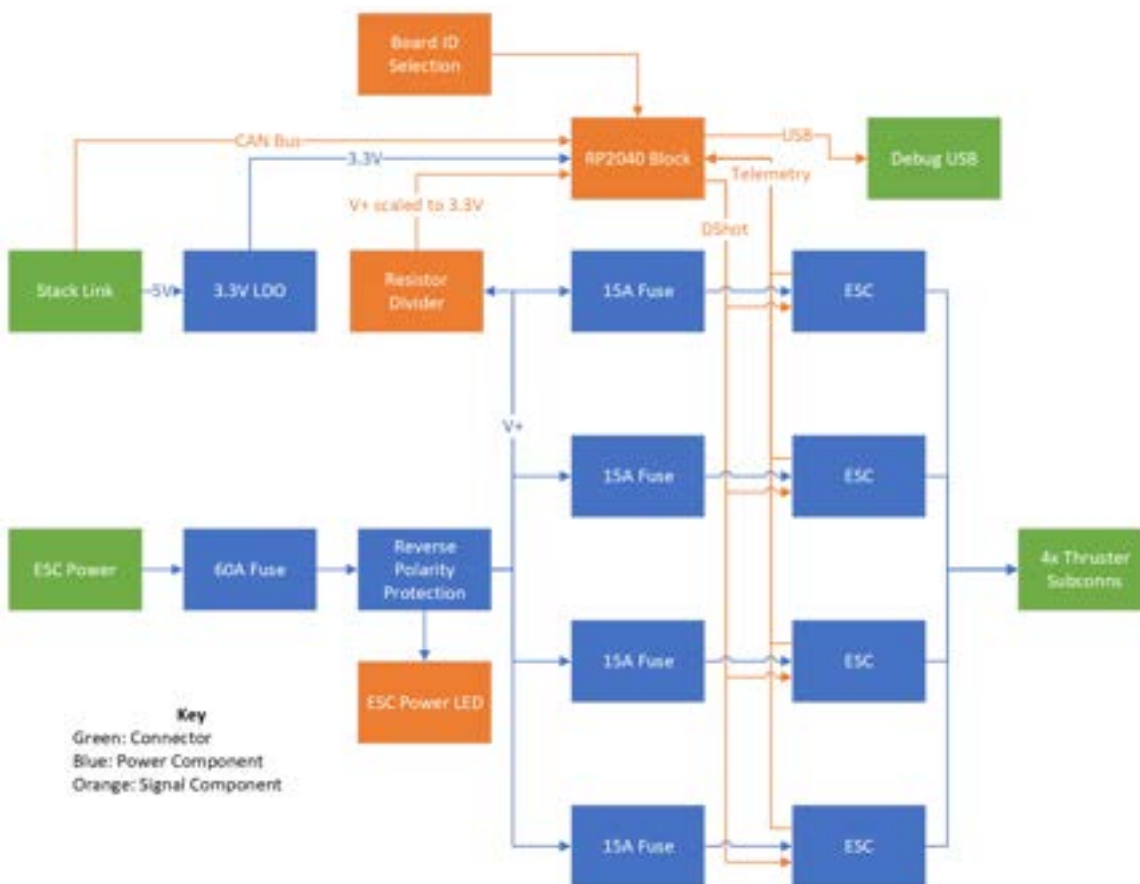 Board ID
Selection
CAN Bus
RP2040 Block
USB
Debug USB
3.3V
Telemetry
V+ scaled to 3.3V
DShot
Stack Link
5V
3.3V LDO
Resistor
Divider
15A Fuse
ESC
V+
15A Fuse
ESC
ESC Power
60A Fuse
Reverse
Polarity
Protection
4x Thruster
Subconns
15A Fuse
ESC
ESC Power LED
Key
Green: Connector
Blue: Power Component
Orange: Signal Component
15A Fuse
ESC